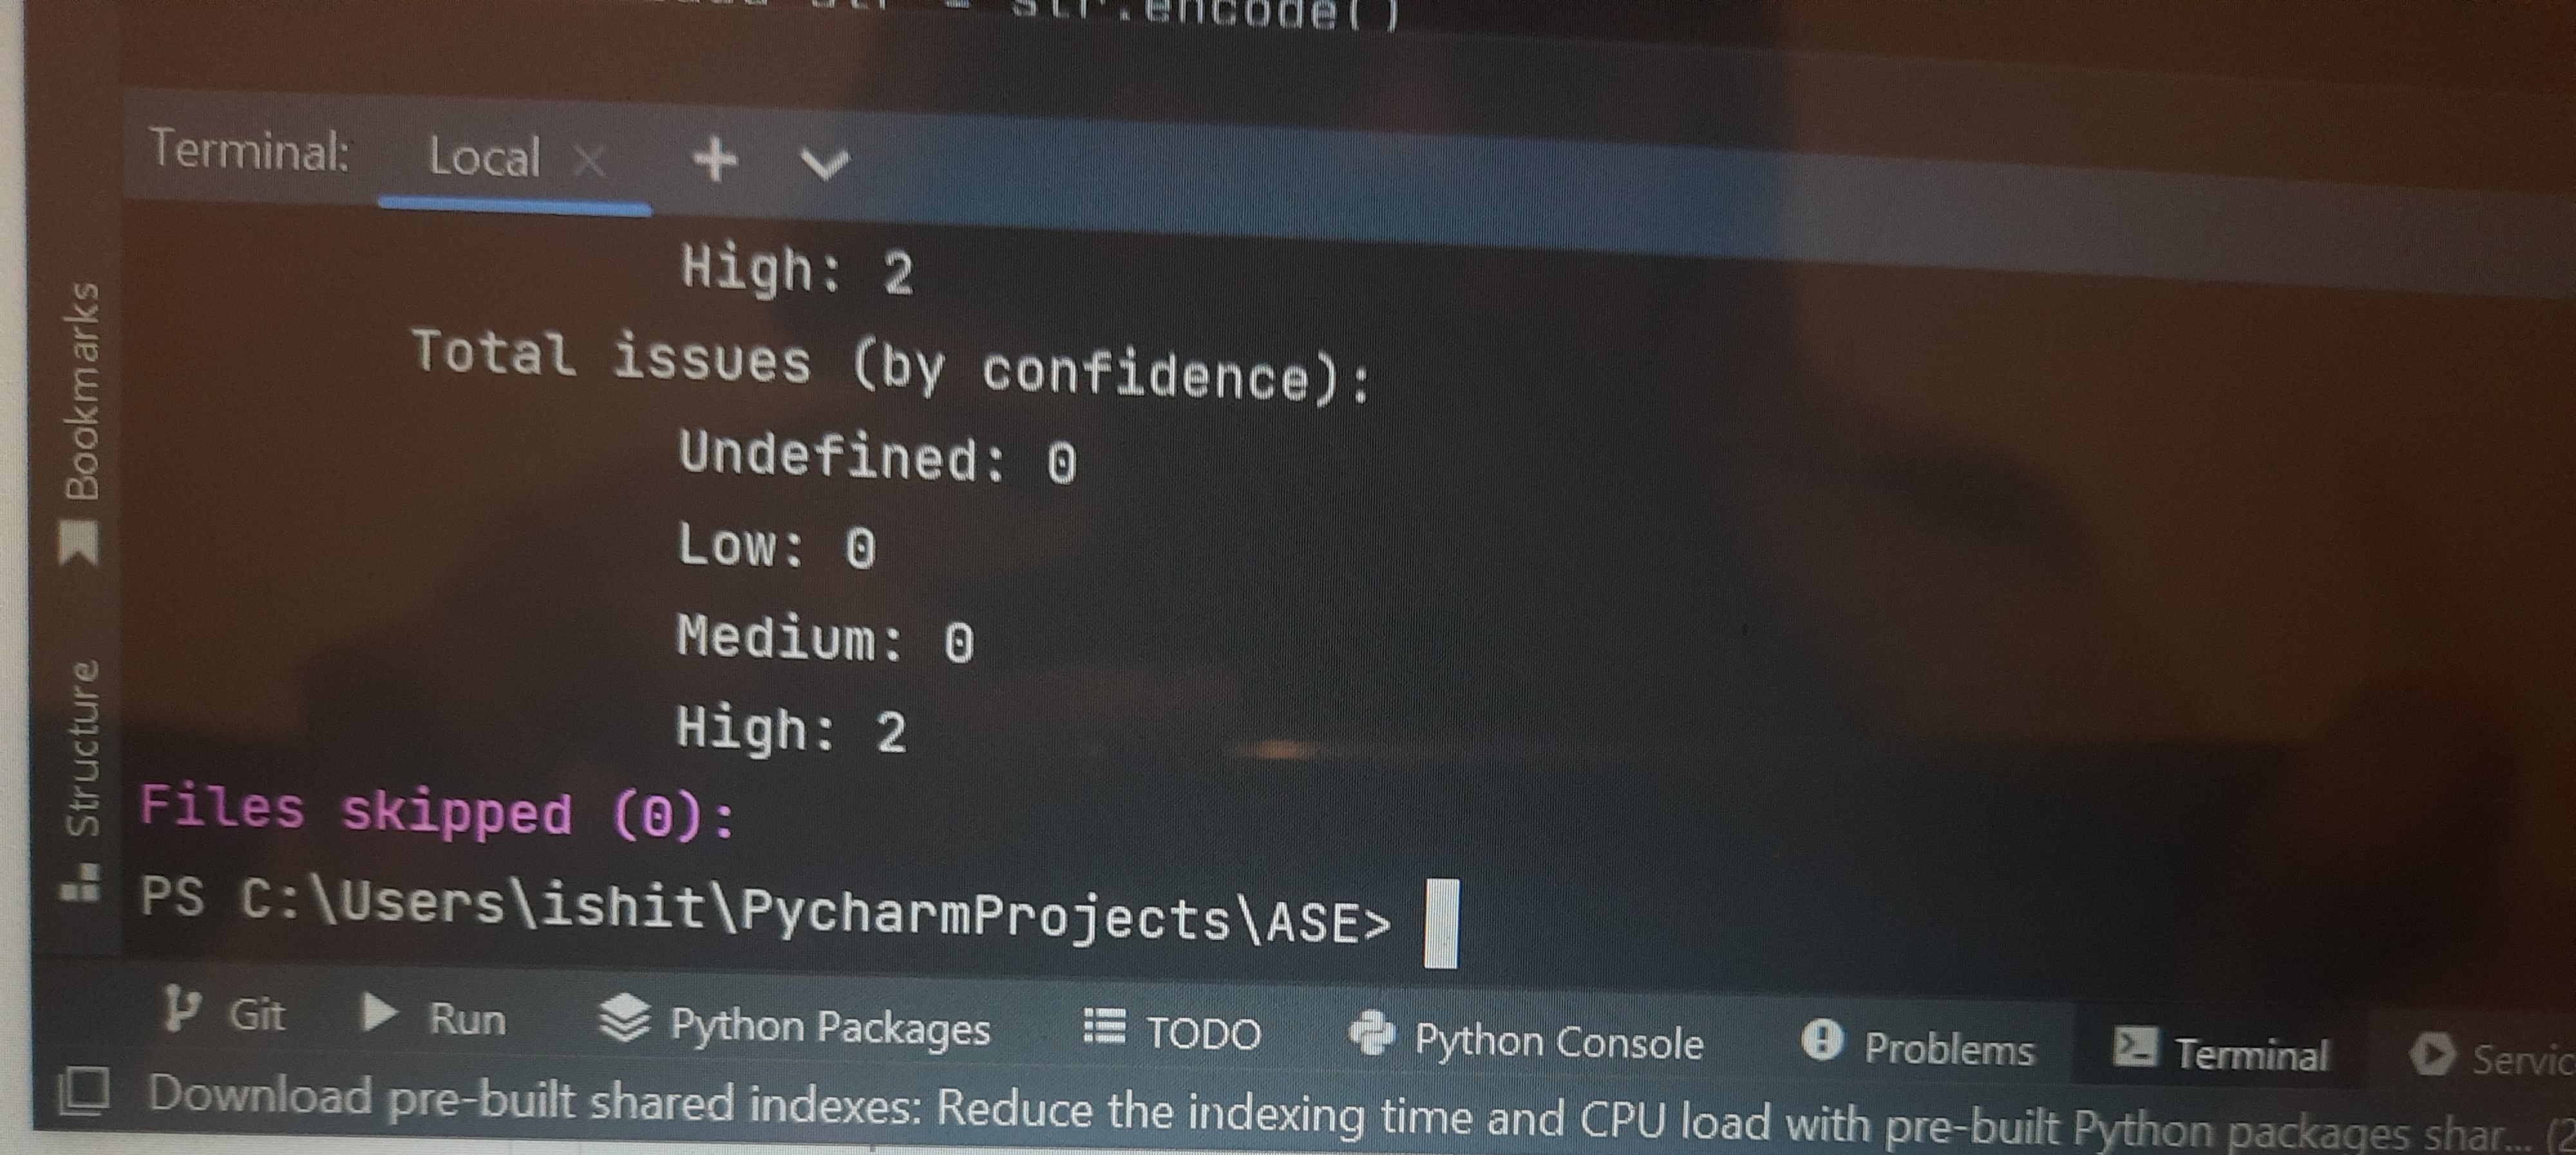 = str.encode()
Terminal: Local
High: 2
Total issues (by confidence):
Undefined: 0
Low: 0
Medium: 0
High: 2
Files skipped (0):
PS C:\Users\ishit\PycharmProjects\ASE>
Bookmarks
Structure
Git Run Python Packages TODO Python Console Problems Terminal Servic
Download pre-built shared indexes: Reduce the indexing time and CPU load with pre-built Python packages shar... (2